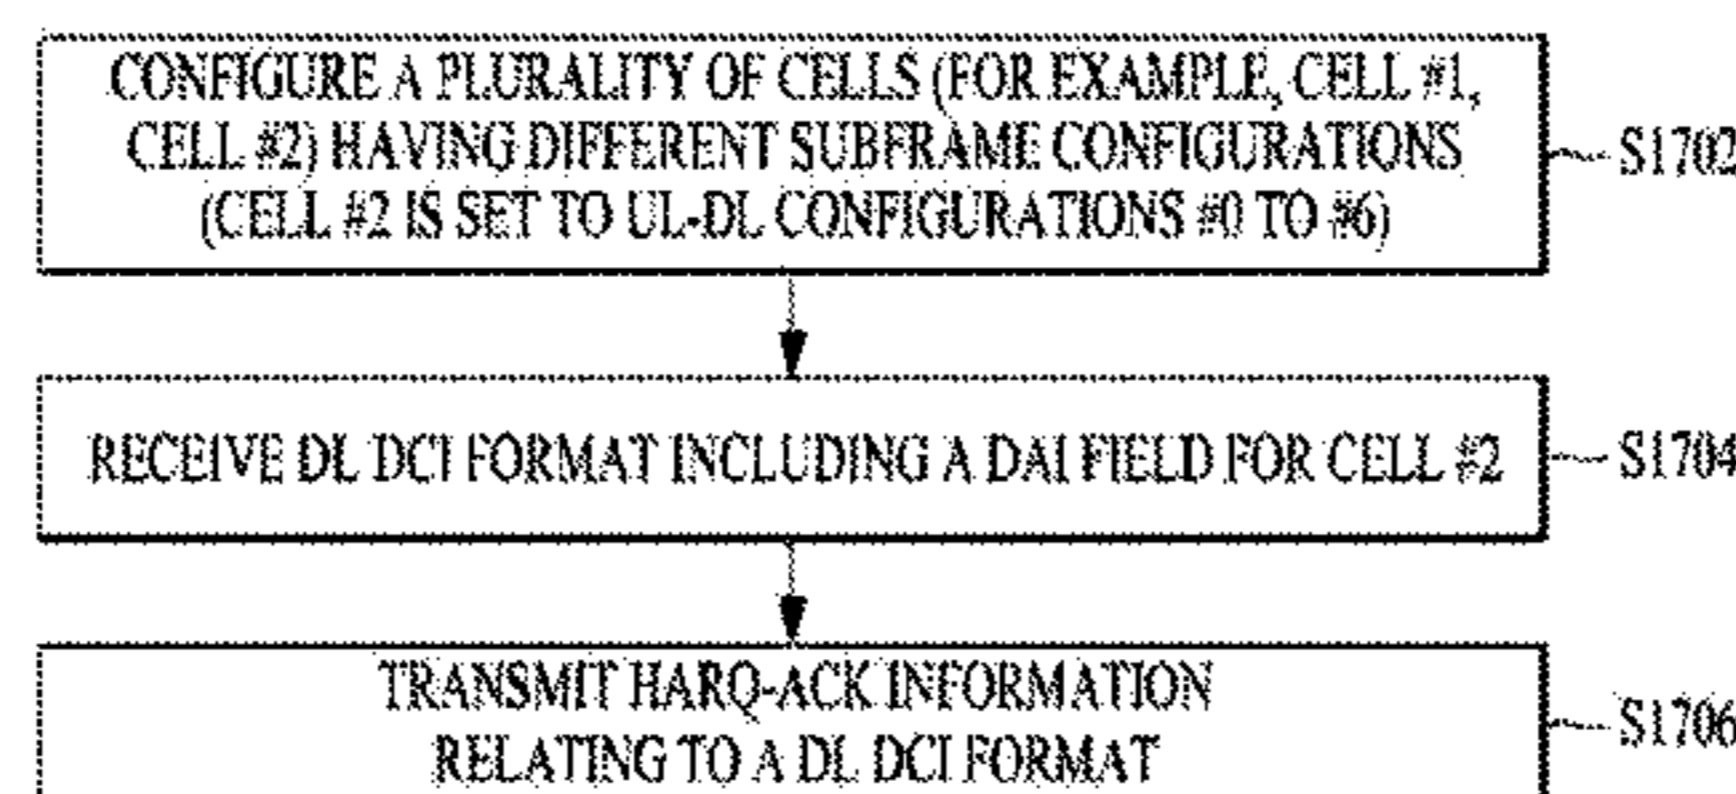 CONFIGURE A PLURALITY OF CELLS (FOR EXAMPLE, CELL #1,
CELL #2) HAVING DIFFERENT SUBFRAME CONFIGURATIONS
(CELL #2 IS SET TO UL-DL CONFIGURATIONS #0 TO #6)
S1702
RECEIVE DL DCI FORMAT INCLUDING A DAI FIELD FOR CELL #2
S1704
TRANSMIT HARQ-ACK INFORMATION
RELATING TO A DL DCI FORMAT
S1706